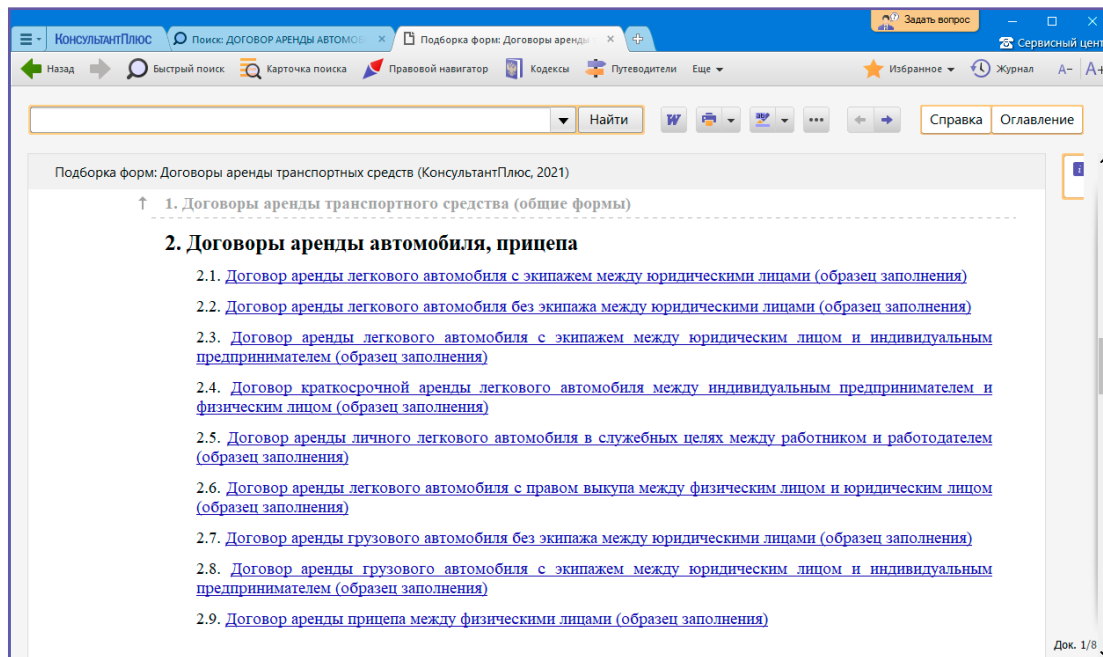 Задать вопрос
КонсультантПлюс
Поиск: ДОГОВОР АРЕНДЫ АВТОМОБ
Подборка форм: Договоры аренды
Сервисный цент
Назад
Быстрый поиск
Карточка поиска
Правовой навигатор
Кодексы
Путеводители
Еще
Избранное
Журнал
А-
А+
Найти
W
Справка
Оглавление
Подборка форм: Договоры аренды транспортных средств (КонсультантПлюс, 2021)
↑ 1. Договоры аренды транспортного средства (общие формы)
2. Договоры аренды автомобиля, прицепа
2.1. Договор аренды легкового автомобиля с экипажем между юридическими лицами (образец заполнения)
2.2. Договор аренды легкового автомобиля без экипажа между юридическими лицами (образец заполнения)
2.3. Договор аренды легкового автомобиля с экипажем между юридическим лицом и индивидуальным
предпринимателем (образец заполнения)
2.4. Договор краткосрочной аренды легкового автомобиля между индивидуальным предпринимателем и
физическим лицом (образец заполнения)
2.5. Договор аренды личного легкового автомобиля в служебных целях между работником и работодателем
(образец заполнения)
2.6. Договор аренды легкового автомобиля с правом выкупа между физическим лицом и юридическим лицом
(образец заполнения)
2.7. Договор аренды грузового автомобиля без экипажа между юридическими лицами (образец заполнения)
2.8. Договор аренды грузового автомобиля с экипажем между юридическим лицом и индивидуальным
предпринимателем (образец заполнения)
2.9. Договор аренды прицепа между физическими лицами (образец заполнения)
i
Док. 1/8